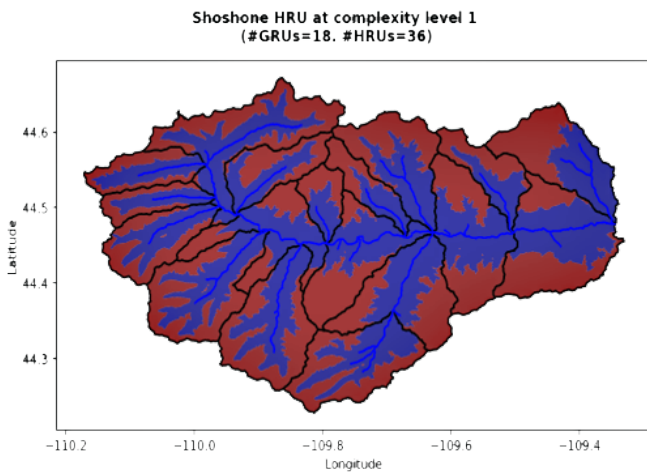 Shoshone HRU at complexity level 1
(#GRUs=18. #HRUs=36)
44.6
44.5
44.4
44.3
Latitude
−110.2
−110.0
−109.8
−109.6
−109.4
Longitude